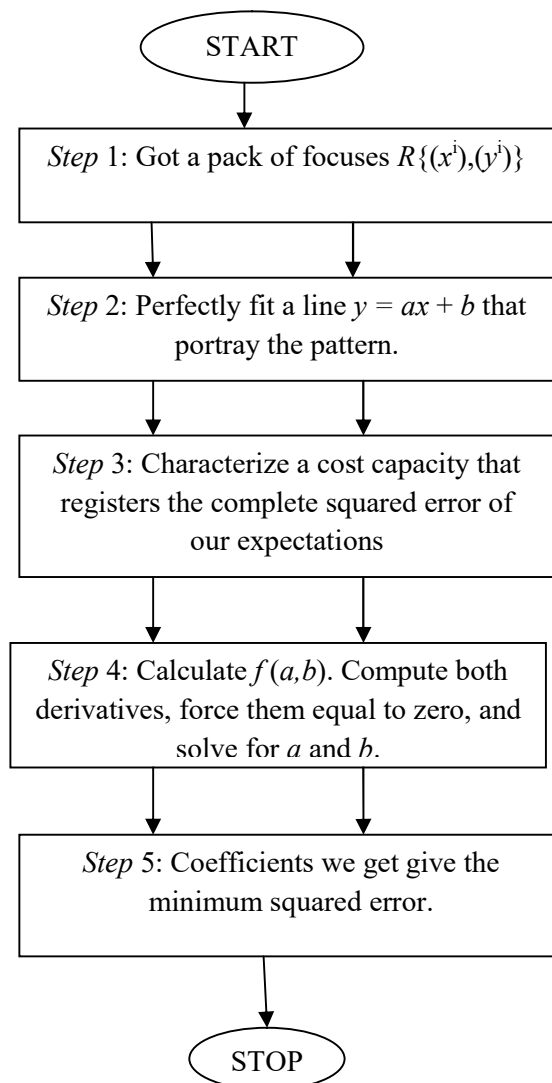 START
Step 1: Got a pack of focuses R{(xⁱ),(yⁱ)}
Step 2: Perfectly fit a line y = ax + b that
portray the pattern.
Step 3: Characterize a cost capacity that
registers the complete squared error of
our expectations
Step 4: Calculate f (a,b). Compute both
derivatives, force them equal to zero, and
solve for a and b.
Step 5: Coefficients we get give the
minimum squared error.
STOP